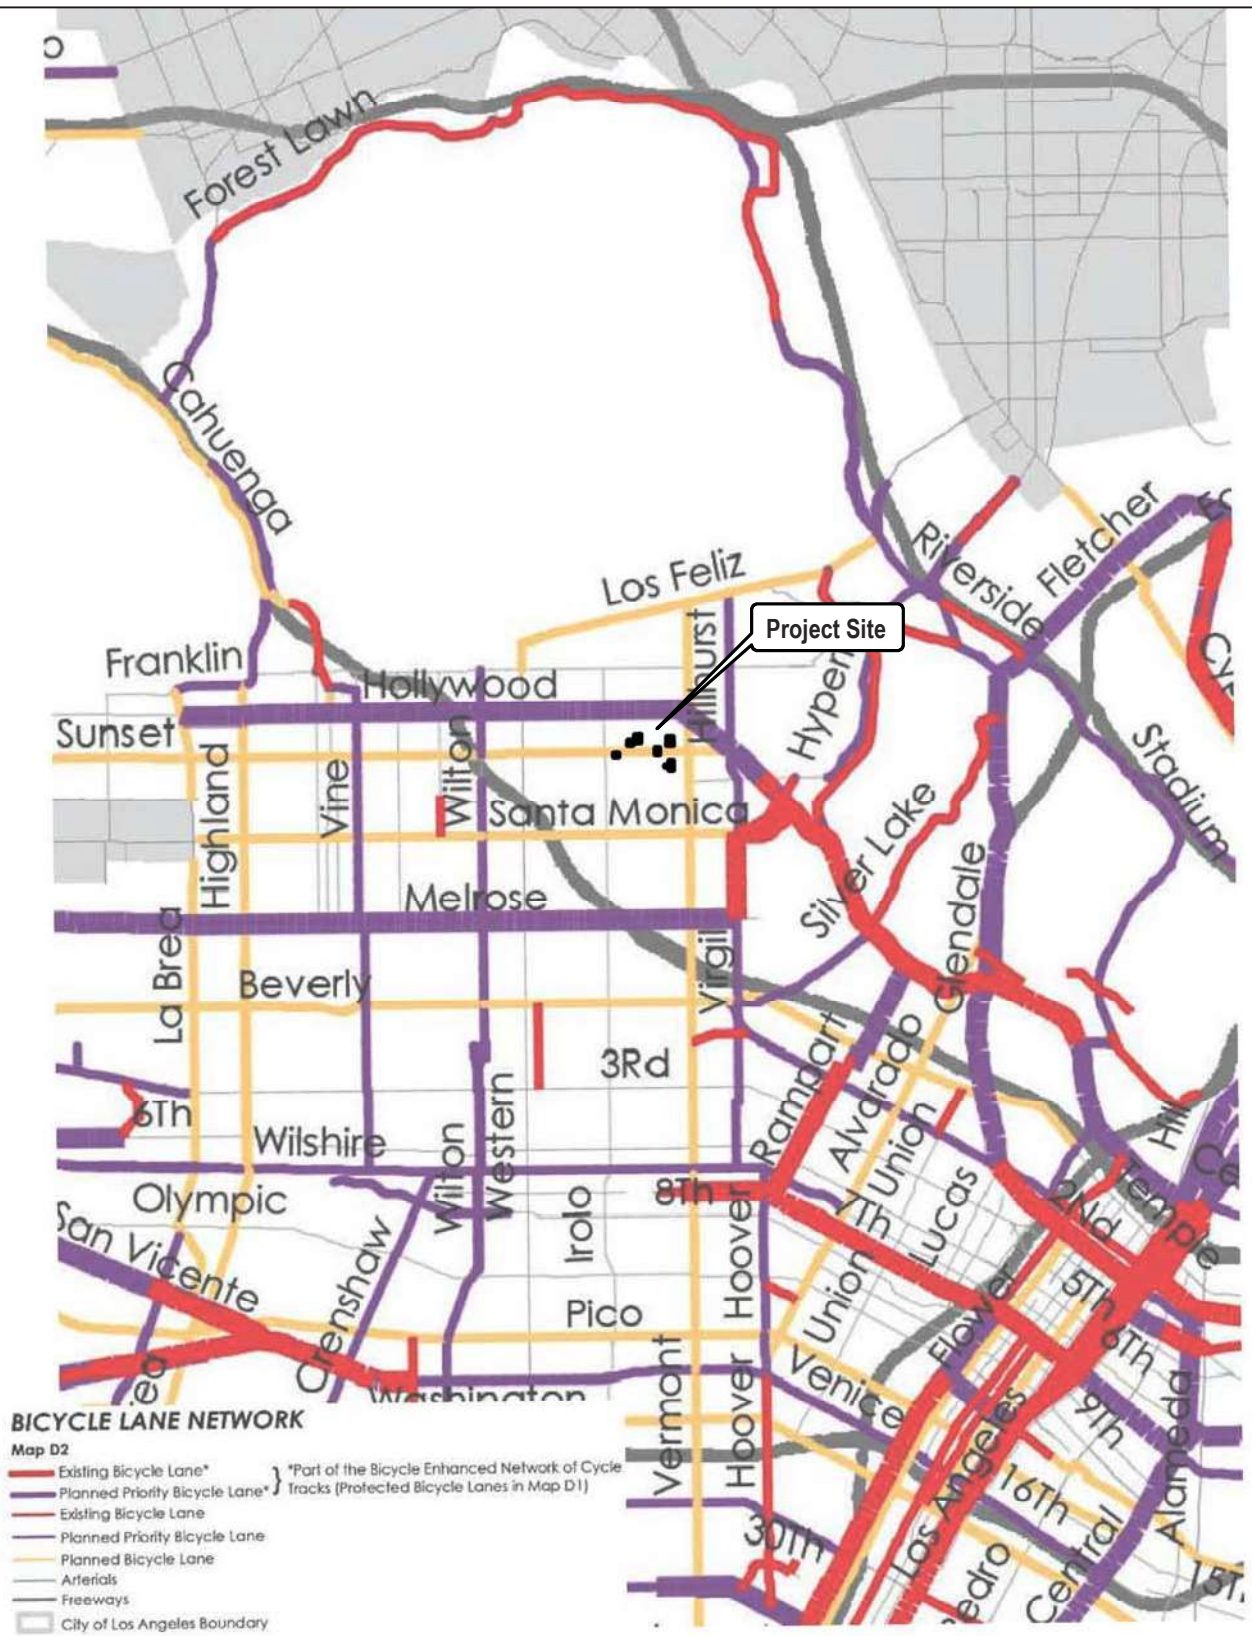 Forest Lawn
Cahuenga
Los Feliz
Riverside
Fletcher
Project Site
Franklin
Hollywood
Hillhurst
Sunset
Highland
Vine
Wilton
Santa Monica
Silver Lake
Stadium
Glendale
Melrose
La Brea
Beverly
Virgil
3Rd
Rampart
Alvarado
Union
6Th
Wilshire
Wilton
Western
Hill
Olympic
8Th
7Th
Lucas
2Nd
Temple
San Vicente
Crenshaw
Irolo
Hoover
Union
Flower
5Th
6Th
Pico
Venice
9Th
Washington
Vermont
Hoover
Los Angeles
16Th
Alameda
Central
30Th
BICYCLE LANE NETWORK
Map D2
Existing Bicycle Lane*
Planned Priority Bicycle Lane*
} *Part of the Bicycle Enhanced Network of Cycle
Tracks (Protected Bicycle Lanes in Map D1)
Existing Bicycle Lane
Planned Priority Bicycle Lane
Planned Bicycle Lane
Arterials
Freeways
City of Los Angeles Boundary